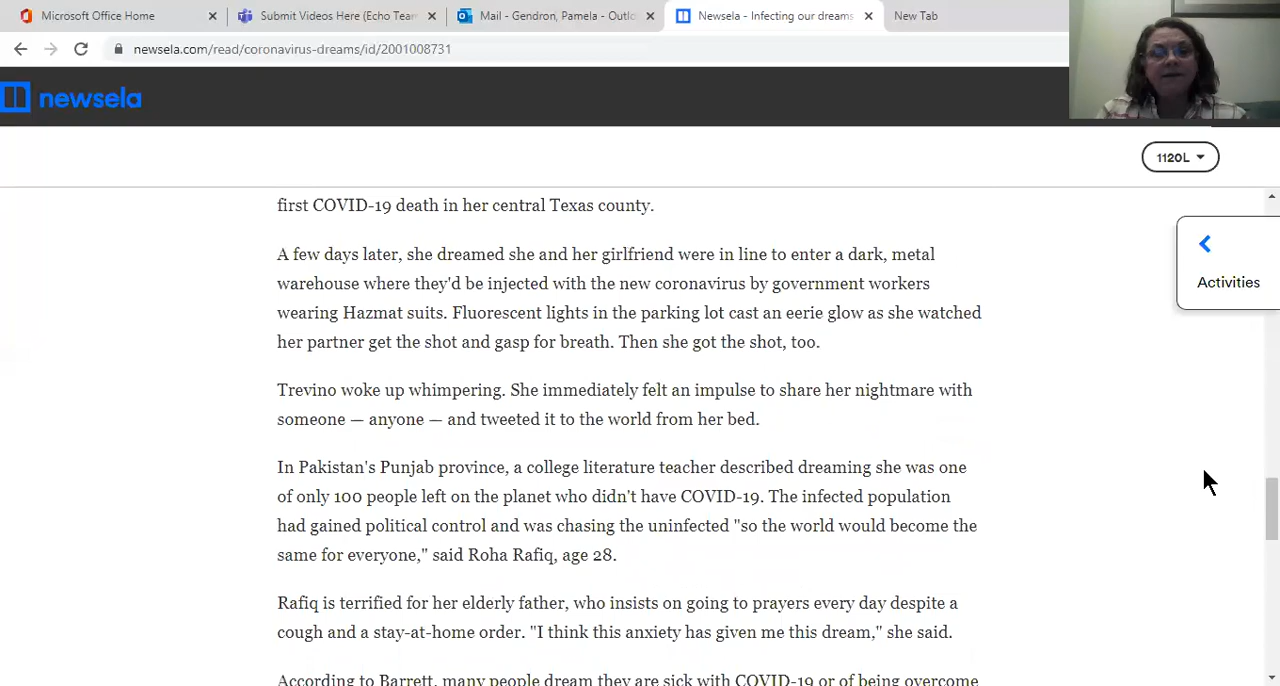 Microsoft Office Home
Submit Videos Here (Echo Tean
Mail - Gendron, Pamela - Outlo
Newsela - Infecting our dreams
New Tab
newsela.com/read/coronavirus-dreams/id/2001008731
newsela
1120L
first COVID-19 death in her central Texas county.
A few days later, she dreamed she and her girlfriend were in line to enter a dark, metal
warehouse where they'd be injected with the new coronavirus by government workers
wearing Hazmat suits. Fluorescent lights in the parking lot cast an eerie glow as she watched
her partner get the shot and gasp for breath. Then she got the shot, too.
Activities
Trevino woke up whimpering. She immediately felt an impulse to share her nightmare with
someone — anyone — and tweeted it to the world from her bed.
In Pakistan's Punjab province, a college literature teacher described dreaming she was one
of only 100 people left on the planet who didn't have COVID-19. The infected population
had gained political control and was chasing the uninfected "so the world would become the
same for everyone," said Roha Rafiq, age 28.
Rafiq is terrified for her elderly father, who insists on going to prayers every day despite a
cough and a stay-at-home order. "I think this anxiety has given me this dream," she said.
According to Barrett, many people dream they are sick with COVID-19 or of being overcome